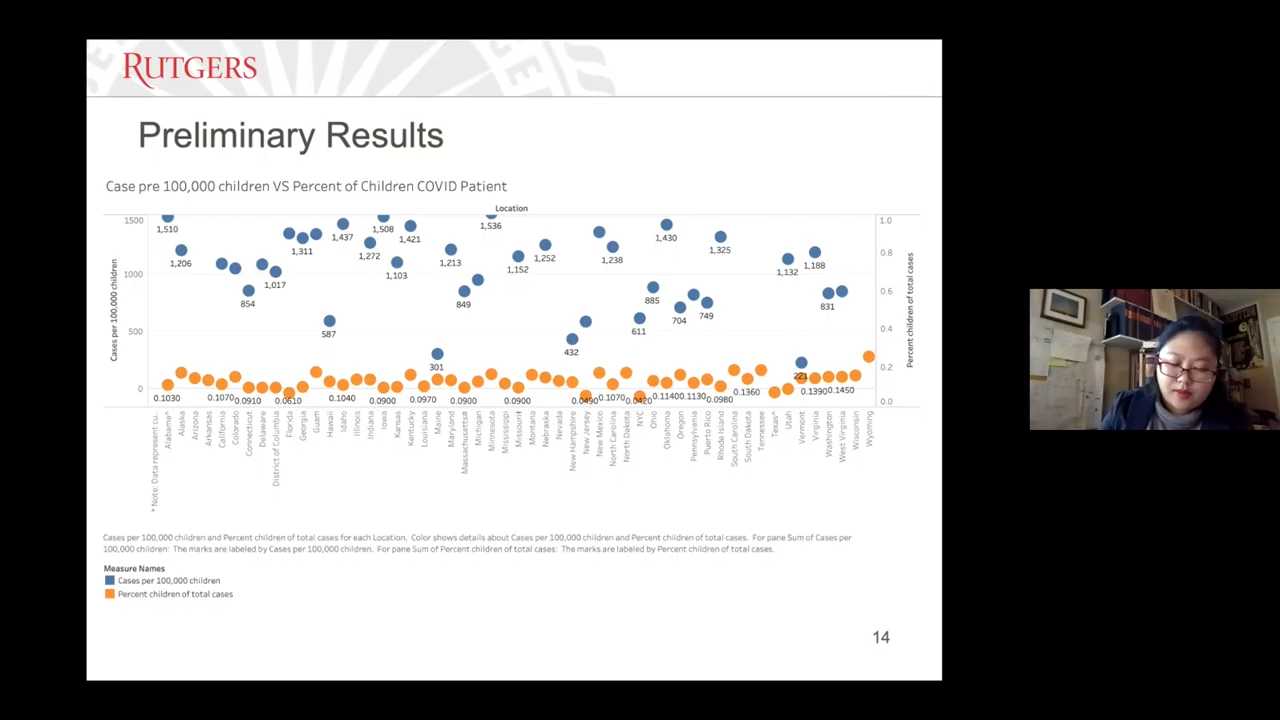 RUTGERS
Preliminary Results
Case pre 100,000 children VS Percent of Children COVID Patient
Location
Cases per 100,000 children
1500
1000
500
0
1,510
1,206
854
1,017
1,311
587
1,437
1,272
1,508
1,103
1,421
301
1,213
849
1,536
1,152
1,252
432
1,238
611
885
1,430
704
749
1,325
1,132
221
1,188
831
0.1030
0.1070
0.0910
0.0610
0.1040
0.0900
0.0970
0.0900
0.0900
0.0490
0.1070
0.0420
0.1140
0.1130
0.0980
0.1360
0.1390
0.1450
1.0
0.8
0.6
0.4
0.2
0.0
Percent children of total cases
* Note: Data represent cu..
Alabama^
Alaska
Arizona
Arkansas
California
Colorado
Connecticut
Delaware
District of Columbia
Florida
Georgia
Guam
Hawaii
Idaho
Illinois
Indiana
Iowa
Kansas
Kentucky
Louisiana
Maine
Maryland
Massachusetts#
Michigan
Minnesota
Mississippi
Missouri†
Montana
Nebraska
Nevada
New Hampshire
New Jersey
New Mexico
North Carolina
North Dakota
NYC
Ohio
Oklahoma
Oregon
Pennsylvania
Puerto Rico
Rhode Island
South Carolina
South Dakota
Tennessee
Texas^
Utah
Vermont
Virginia
Washington
West Virginia
Wisconsin
Wyoming
Cases per 100,000 children and Percent children of total cases for each Location. Color shows details about Cases per 100,000 children and Percent children of total cases. For pane Sum of Cases per
100,000 children: The marks are labeled by Cases per 100,000 children. For pane Sum of Percent children of total cases: The marks are labeled by Percent children of total cases.
Measure Names
Cases per 100,000 children
Percent children of total cases
14